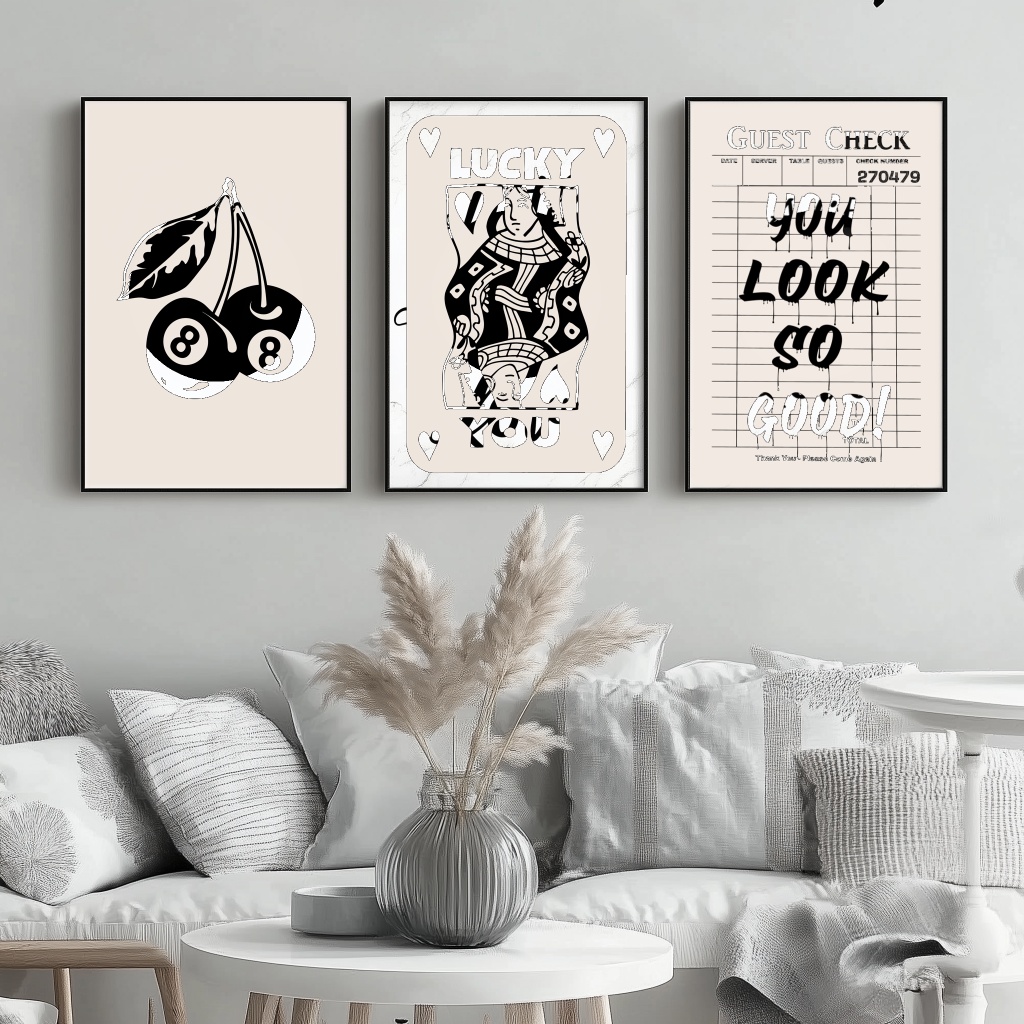 8
8
LUCKY
YOU
GUEST CHECK
DATE SERVER TABLE GUESTS CHECK NUMBER
270479
YOU
LOOK
SO
GOOD!
TOTAL
Thank You - Please Come Again